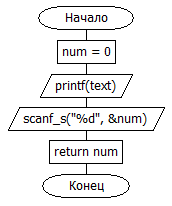 Начало
num = 0
printf(text)
scanf_s("%d", &num)
return num
Конец